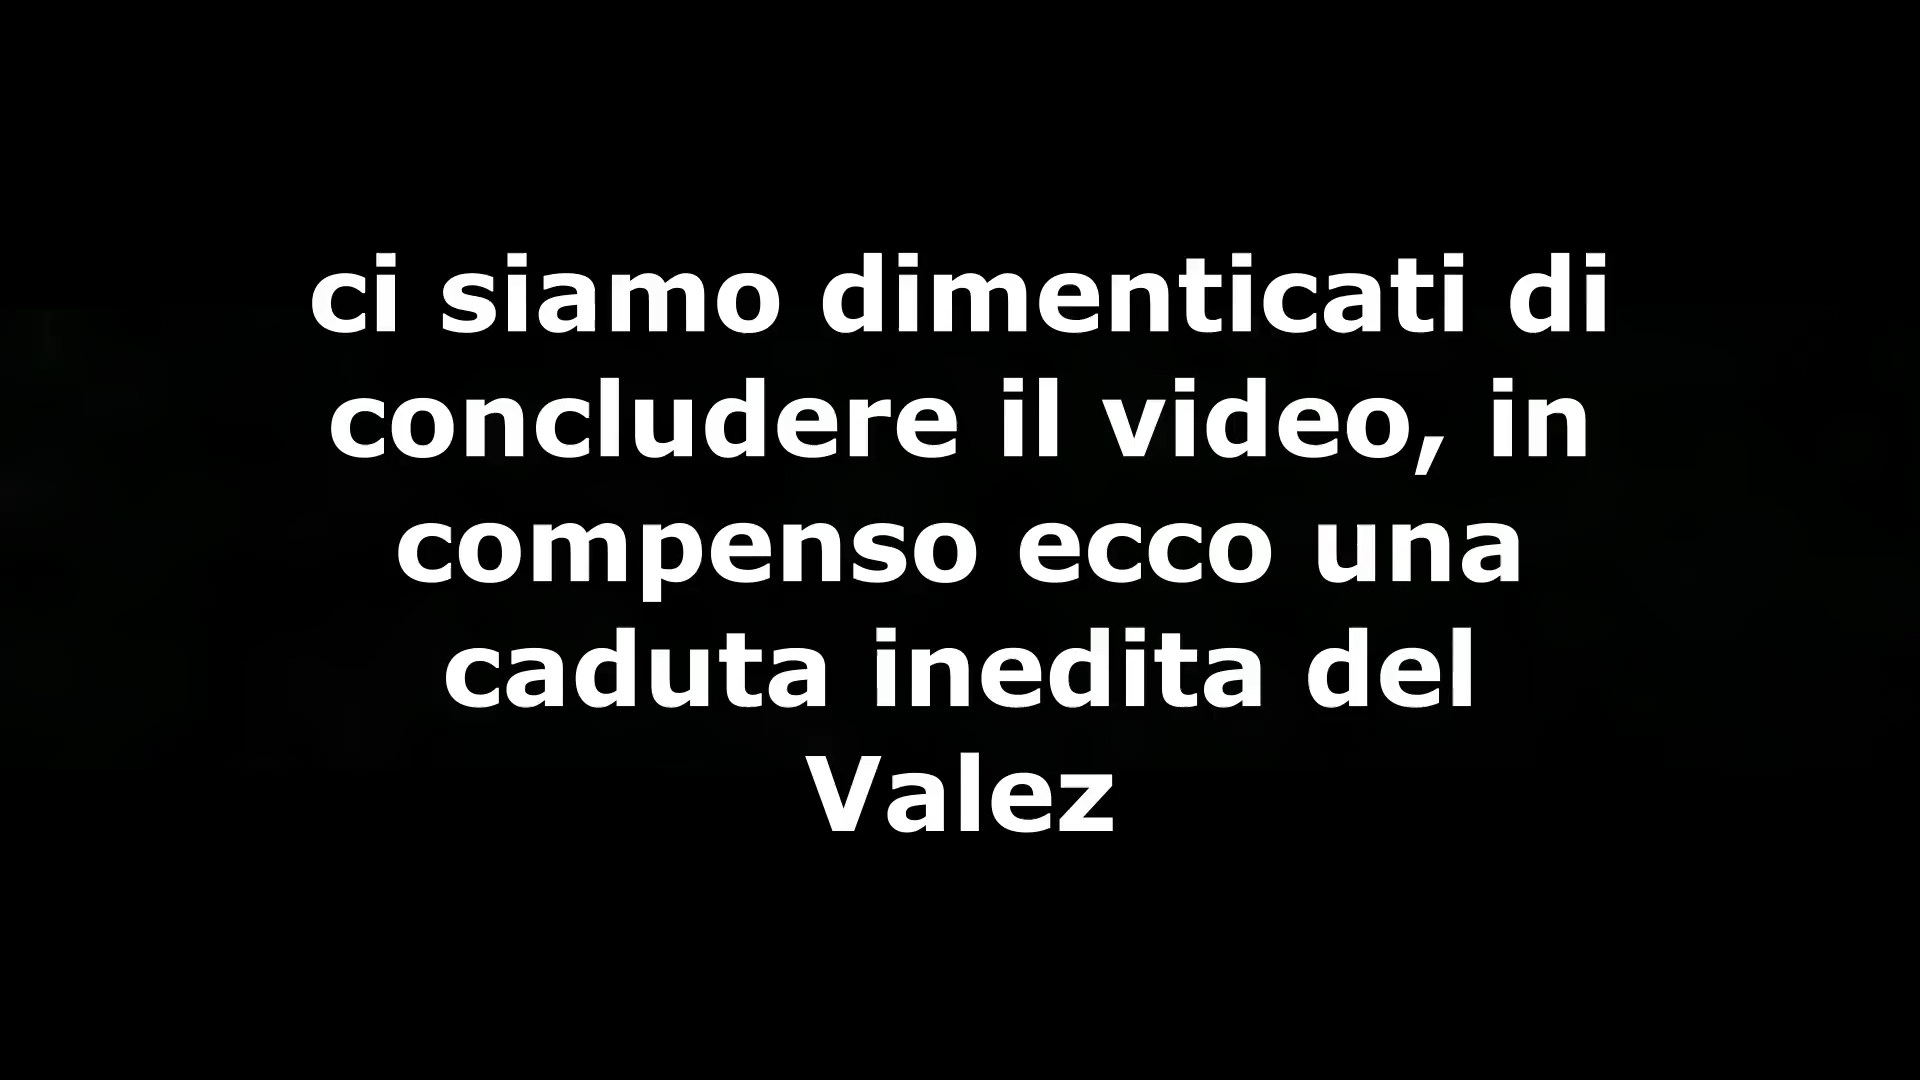 ci siamo dimenticati di
concludere il video, in
compenso ecco una
caduta inedita del
Valez